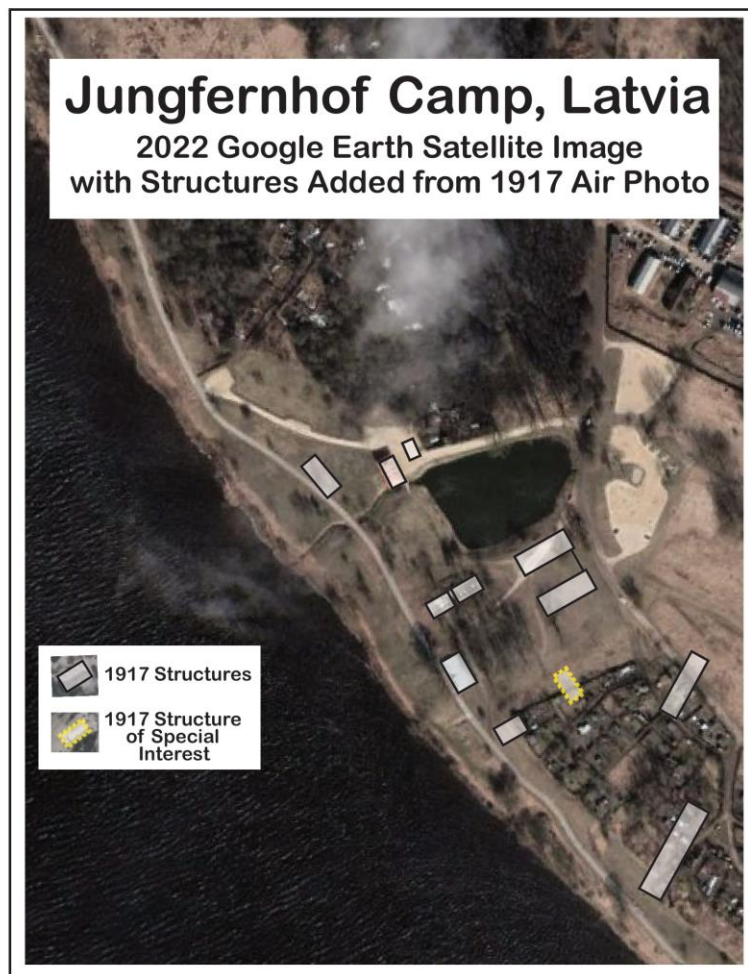 Jungfernhof Camp, Latvia
2022 Google Earth Satellite Image
with Structures Added from 1917 Air Photo
1917 Structures
1917 Structure
of Special
Interest